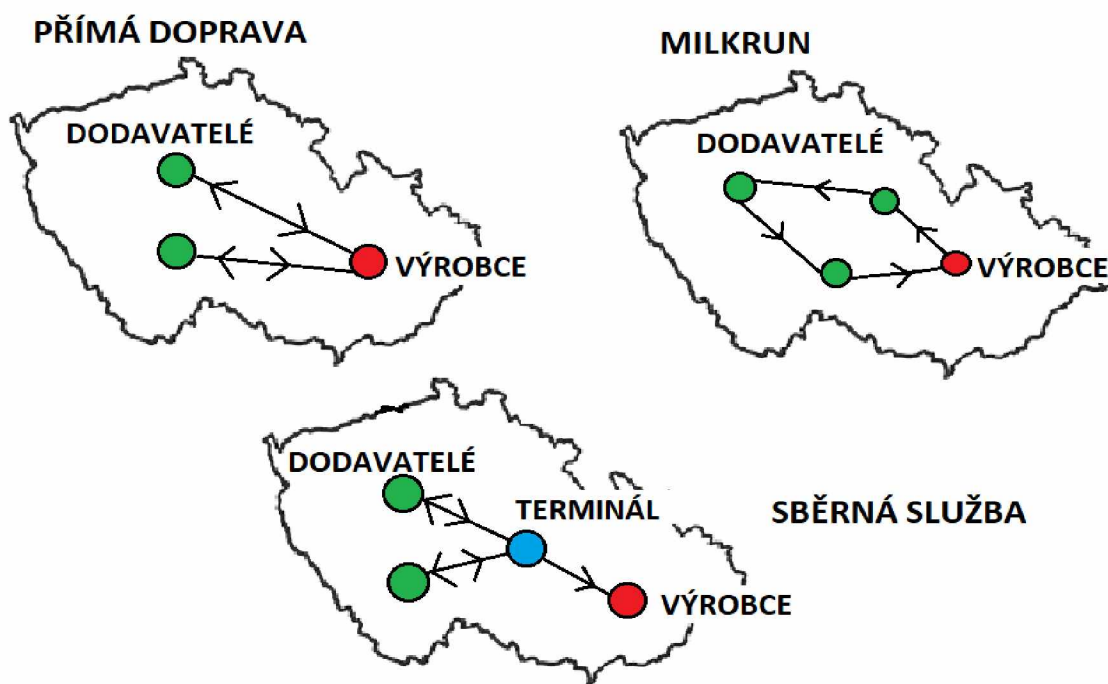 PŘÍMÁ DOPRAVA
DODAVATELÉ
VÝROBCE
MILKRUN
DODAVATELÉ
VÝROBCE
DODAVATELÉ
TERMINÁL
SBĚRNÁ SLUŽBA
VÝROBCE